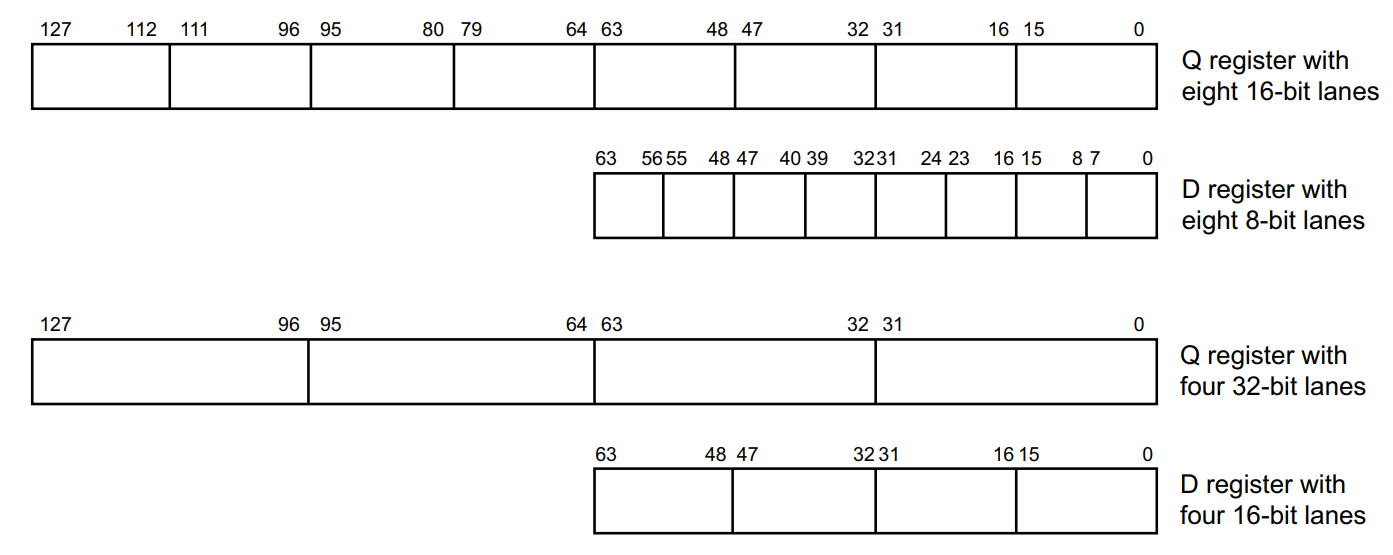 127 112 111 96 95 80 79 64 63 48 47 32 31 16 15 0
Q register with
eight 16-bit lanes
63 56 55 48 47 40 39 32 31 24 23 16 15 8 7 0
D register with
eight 8-bit lanes
127 96 95 64 63 32 31 0
Q register with
four 32-bit lanes
63 48 47 32 31 16 15 0
D register with
four 16-bit lanes